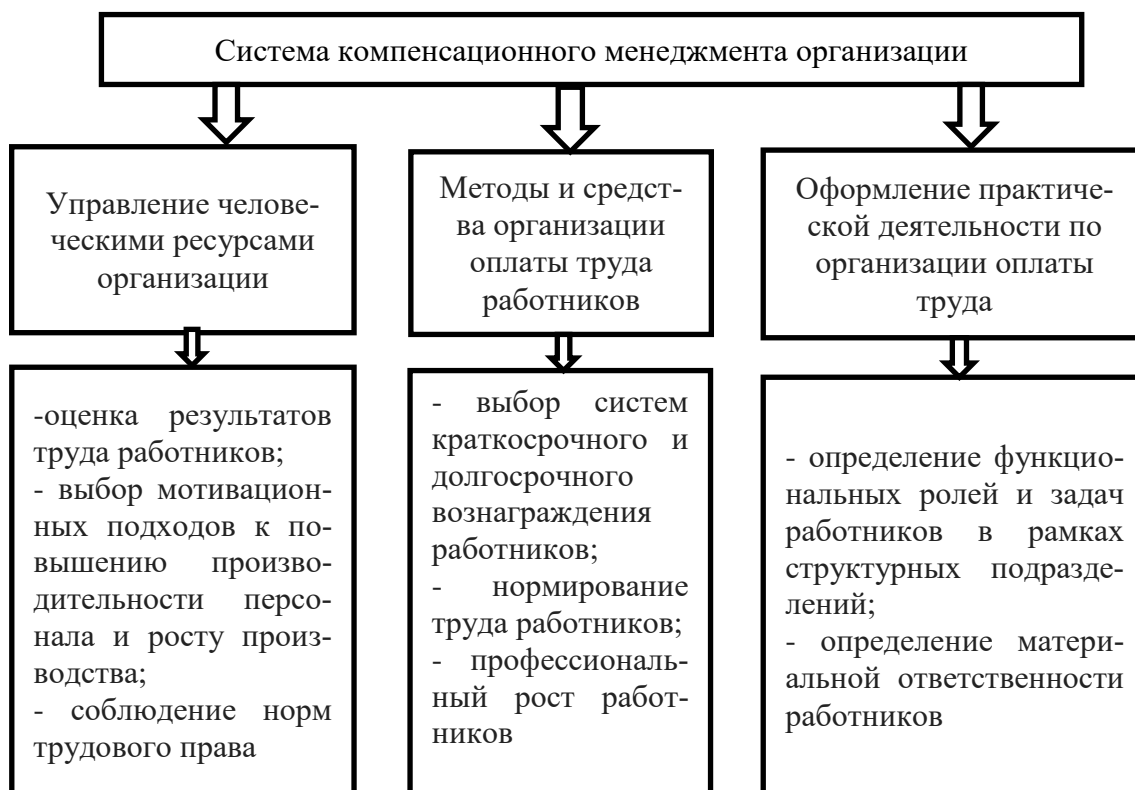 Система компенсационного менеджмента организации
Управление челове-
ческими ресурсами
организации
Методы и средст-
ва организации
оплаты труда
работников
Оформление практиче-
ской деятельности по
организации оплаты
труда
-оценка результатов
труда работников;
- выбор мотивацион-
ных подходов к по-
вышению произво-
дительности персо-
нала и росту произ-
водства;
- соблюдение норм
трудового права
- выбор систем
краткосрочного и
долгосрочного
вознаграждения
работников;
- нормирование
труда работников;
- профессиональ-
ный рост работ-
ников
- определение функцио-
нальных ролей и задач
работников в рамках
структурных подразде-
лений;
- определение матери-
альной ответственности
работников